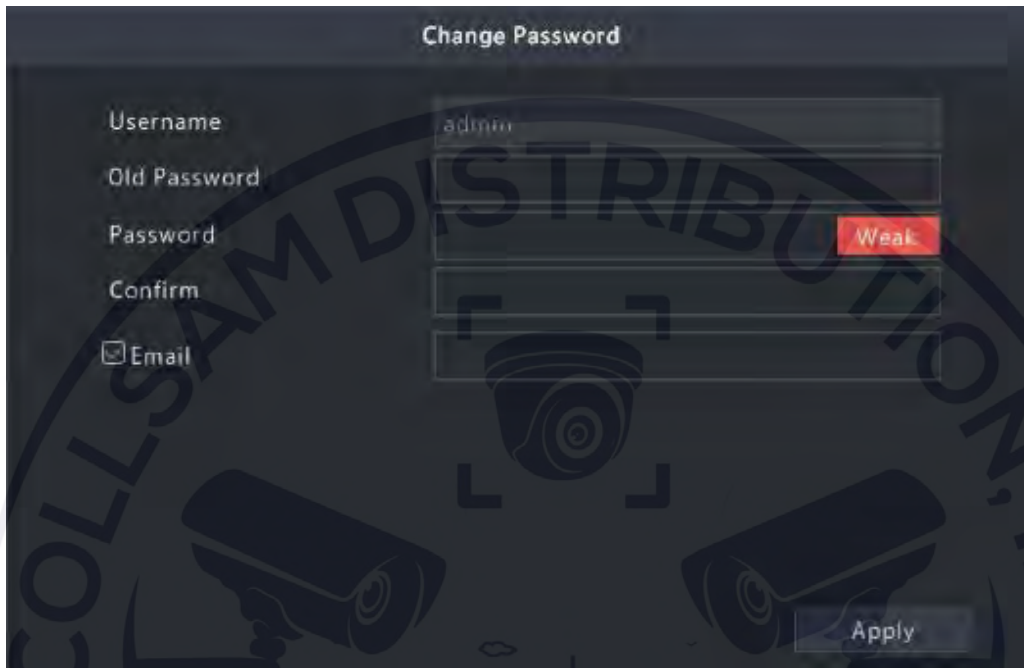 Change Password
Username admin
Old Password
Password Weak
Confirm
Email
Apply
COLLSAM DISTRIBUTION,